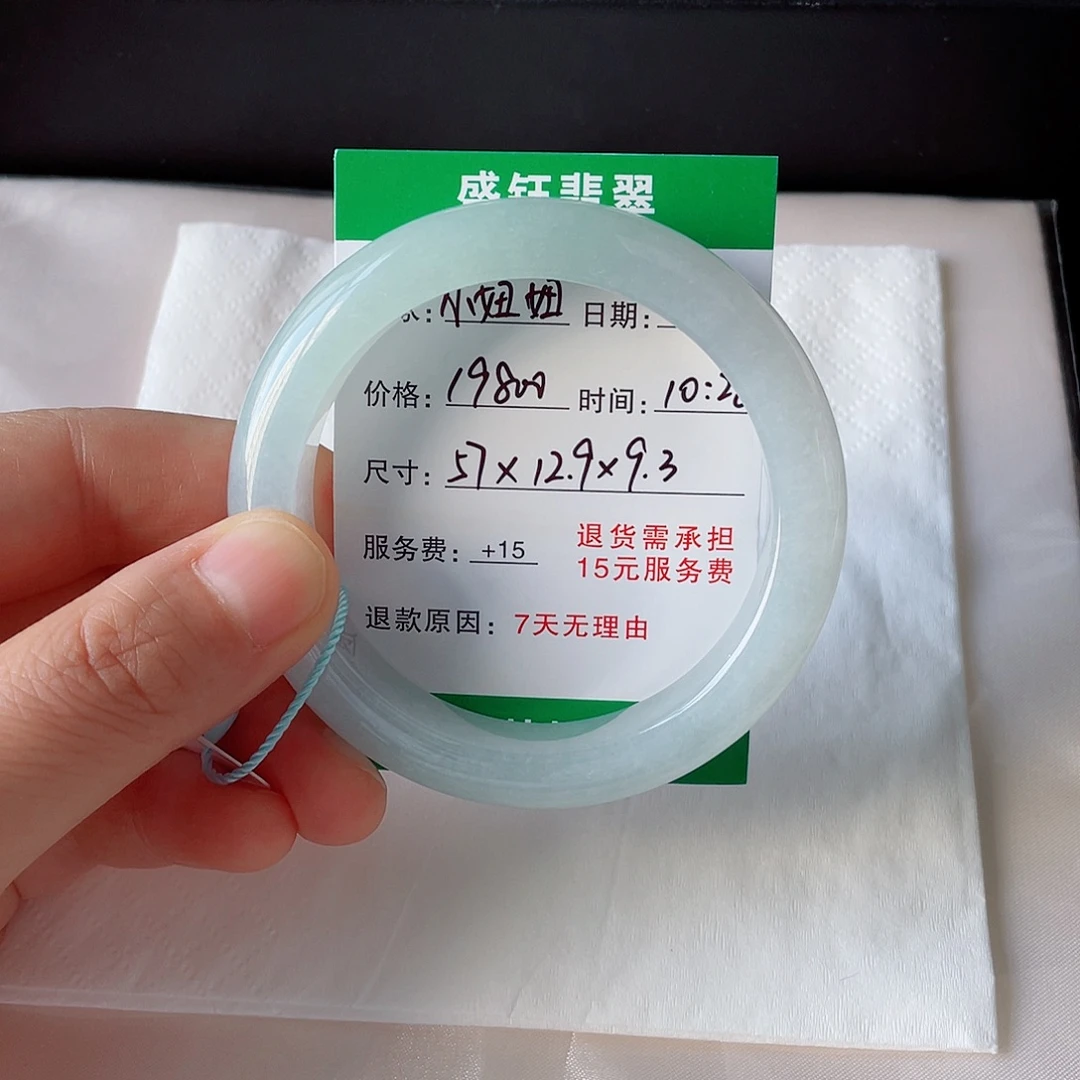 盛钰翡翠
小妞妞 日期:
价格: 19800 时间: 10:2
尺寸: 57×12.9×9.3
服务费: +15 退货需承担
15元服务费
退款原因: 7天无理由